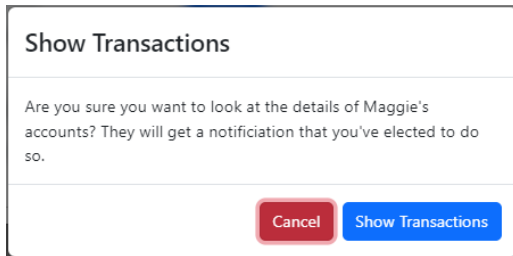 Show Transactions
Are you sure you want to look at the details of Maggie's
accounts? They will get a notificiation that you've elected to do
so.
Cancel
Show Transactions